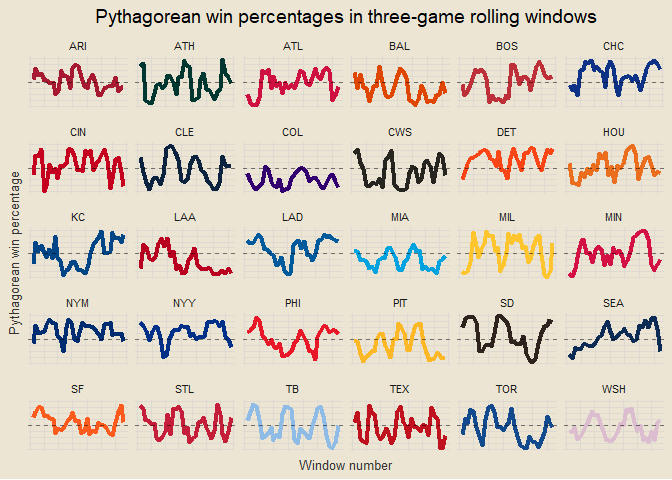 Pythagorean win percentages in three-game rolling windows
ARI ATH ATL BAL BOS CHC
CIN CLE COL CWS DET HOU
KC LAA LAD MIA MIL MIN
NYM NYY PHI PIT SD SEA
SF STL TB TEX TOR WSH
Pythagorean win percentage
Window number